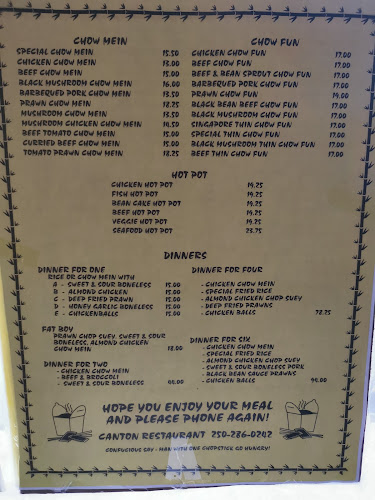 CHOW MEIN
SPECIAL CHOW MEIN 15.50
CHICKEN CHOW MEIN 13.00
BEEF CHOW MEIN 15.00
BLACK MUSHROOM CHOW MEIN 16.00
BARBEQUED PORK CHOW MEIN 13.50
PRAWN CHOW MEIN 18.25
MUSHROOM CHOW MEIN 13.50
MUSHROOM CHICKEN CHOW MEIN 14.50
BEEF TOMATO CHOW MEIN 15.00
CURRIED BEEF CHOW MEIN 15.00
TOMATO PRAWN CHOW MEIN 18.25
CHOW FUN
CHICKEN CHOW FUN 17.00
BEEF CHOW FUN 17.00
BEEF & BEAN SPROUT CHOW FUN 17.00
BARBEQUED PORK CHOW FUN 17.00
PRAWN CHOW FUN 19.00
BLACK BEAN BEEF CHOW FUN 17.00
BLACK MUSHROOM CHOW FUN 17.00
SINGAPORE THIN CHOW FUN 17.00
SPECIAL THIN CHOW FUN 17.00
BLACK MUSHROOM THIN CHOW FUN 17.00
BEEF THIN CHOW FUN 17.00
HOT POT
CHICKEN HOT POT 19.25
FISH HOT POT 19.25
BEAN CAKE HOT POT 19.25
BEEF HOT POT 19.25
VEGGIE HOT POT 19.25
SEAFOOD HOT POT 23.75
DINNERS
DINNER FOR ONE
RICE OR CHOW MEIN WITH
A - SWEET & SOUR BONELESS 15.00
B - ALMOND CHICKEN 15.00
C - DEEP FRIED PRAWN 15.00
D - HONEY GARLIC BONELESS 15.00
E - CHICKENBALLS 15.00
FAT BOY
PRAWN CHOP SUEY, SWEET & SOUR
BONELESS, ALMOND CHICKEN
CHOW MEIN 18.00
DINNER FOR TWO
- CHICKEN CHOW MEIN
- BEEF & BROCCOLI
- SWEET & SOUR BONELESS
DINNER FOR FOUR
- CHICKEN CHOW MEIN
- SPECIAL FRIED RICE
- ALMOND CHICKEN CHOP SUEY
- DEEP FRIED PRAWNS
- CHICKEN BALLS 78.25
DINNER FOR SIX
- CHICKEN CHOW MEIN
- SPECIAL FRIED RICE
- ALMOND CHICKEN CHOP SUEY
- SWEET & SOUR BONELESS PORK
- BLACK BEAN SAUCE PRAWNS
- CHICKEN BALLS
HOPE YOU ENJOY YOUR MEAL
AND PLEASE PHONE AGAIN!
CANTON RESTAURANT 250-286-0242
CONFUCIOUS SAY - MAN WITH ONE CHOPSTICK GO HUNGRY!